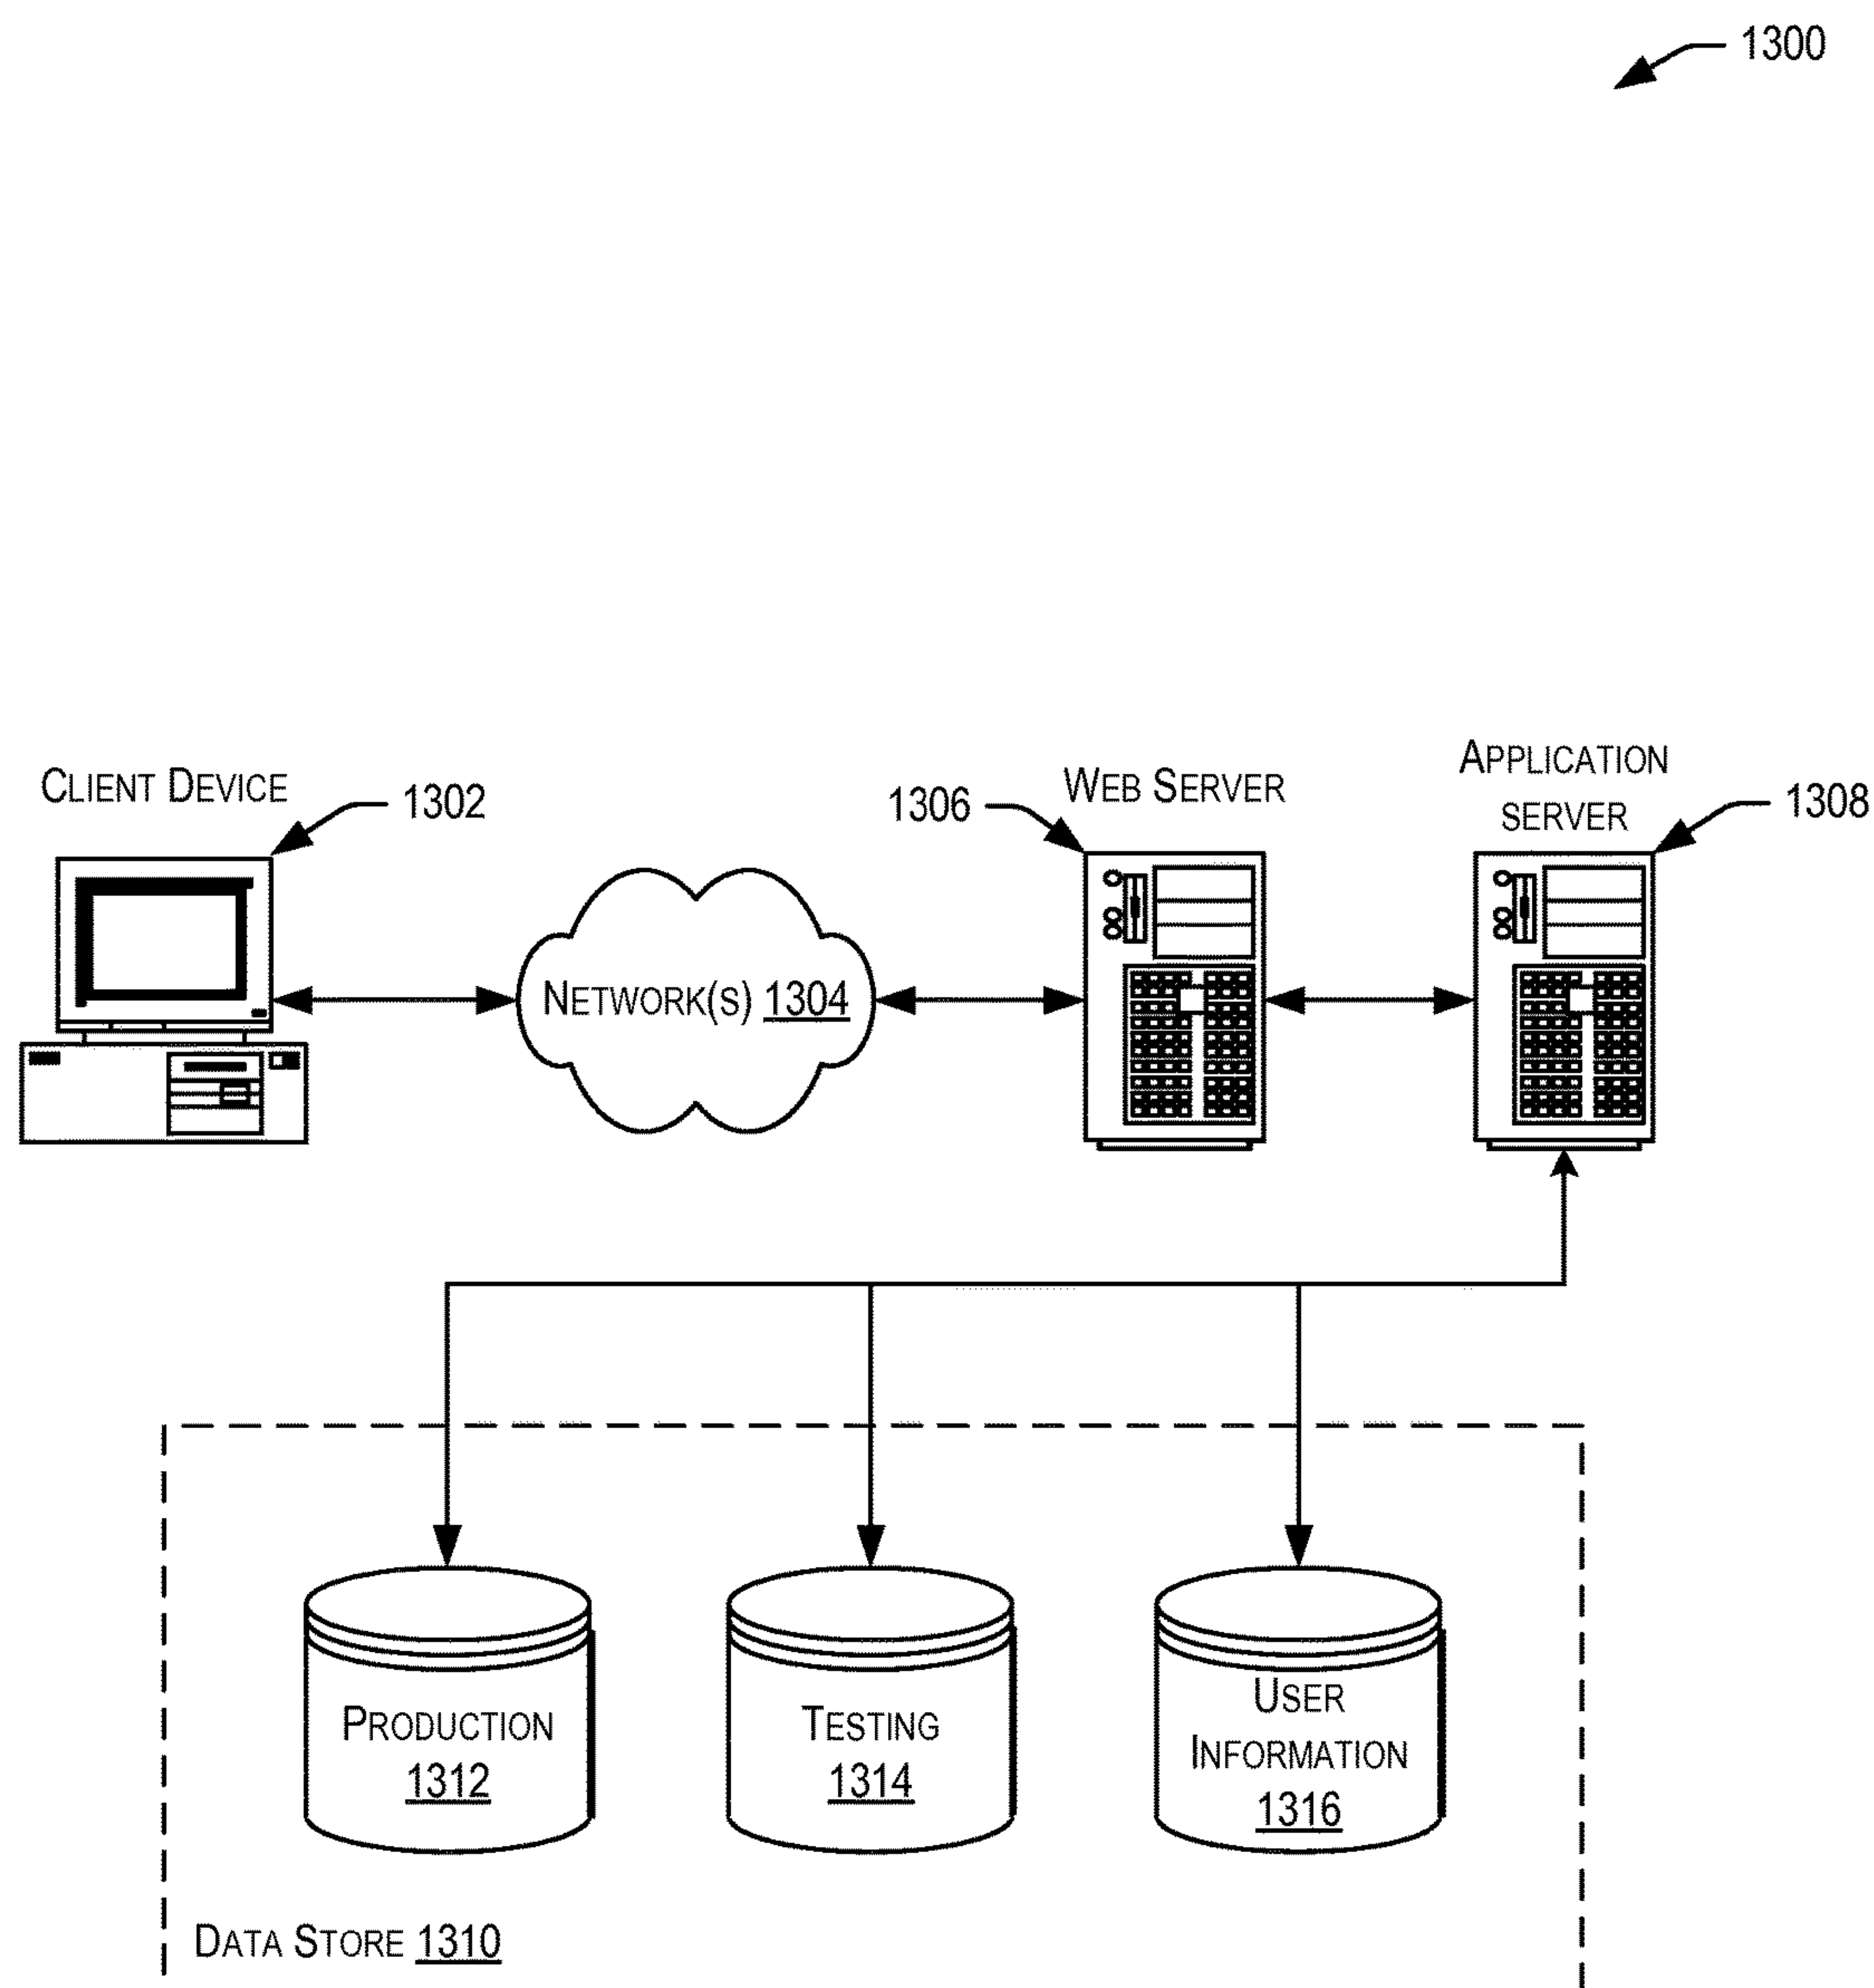 1300
CLIENT DEVICE
1302
1306
WEB SERVER
APPLICATION
SERVER
1308
NETWORK(S) 1304
PRODUCTION
1312
TESTING
1314
USER
INFORMATION
1316
DATA STORE 1310